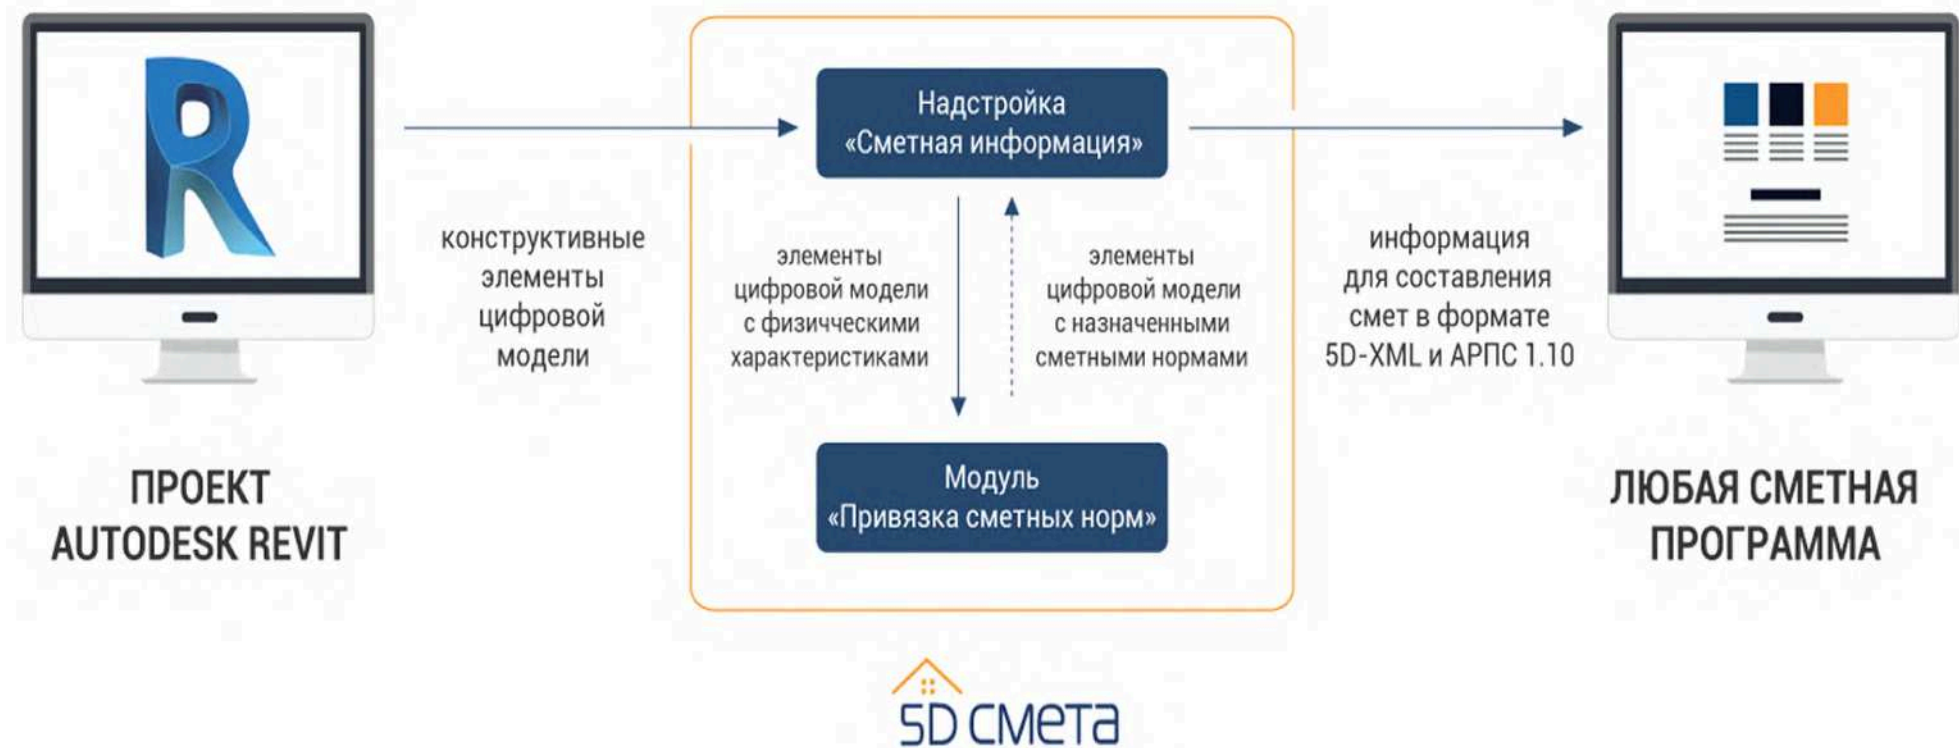 Надстройка
«Сметная информация»
конструктивные
элементы
цифровой
модели
элементы
цифровой модели
с физичческими
характеристиками
элементы
цифровой модели
с назначенными
сметными нормами
информация
для составления
смет в формате
5D-XML и АРПС 1.10
Модуль
«Привязка сметных норм»
ПРОЕКТ
AUTODESK REVIT
ЛЮБАЯ СМЕТНАЯ
ПРОГРАММА
5D СМЕТА